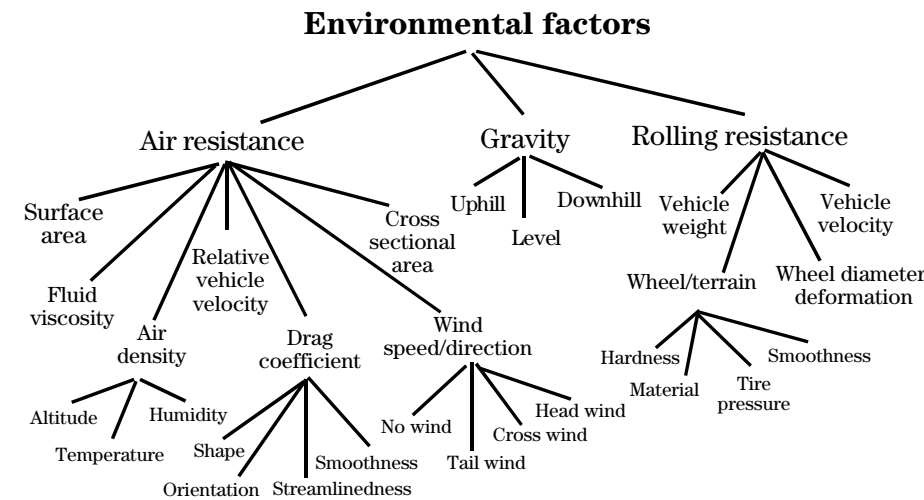 Environmental factors
Air resistance
Gravity
Rolling resistance
Surface
area
Fluid
viscosity
Air
density
Altitude
Temperature
Humidity
Relative
vehicle
velocity
Drag
coefficient
Shape
Orientation
Streamlinedness
Smoothness
Wind
speed/direction
No wind
Tail wind
Cross wind
Head wind
Cross
sectional
area
Uphill
Level
Downhill
Vehicle
weight
Wheel/terrain
Hardness
Material
Tire
pressure
Smoothness
Wheel diameter
deformation
Vehicle
velocity